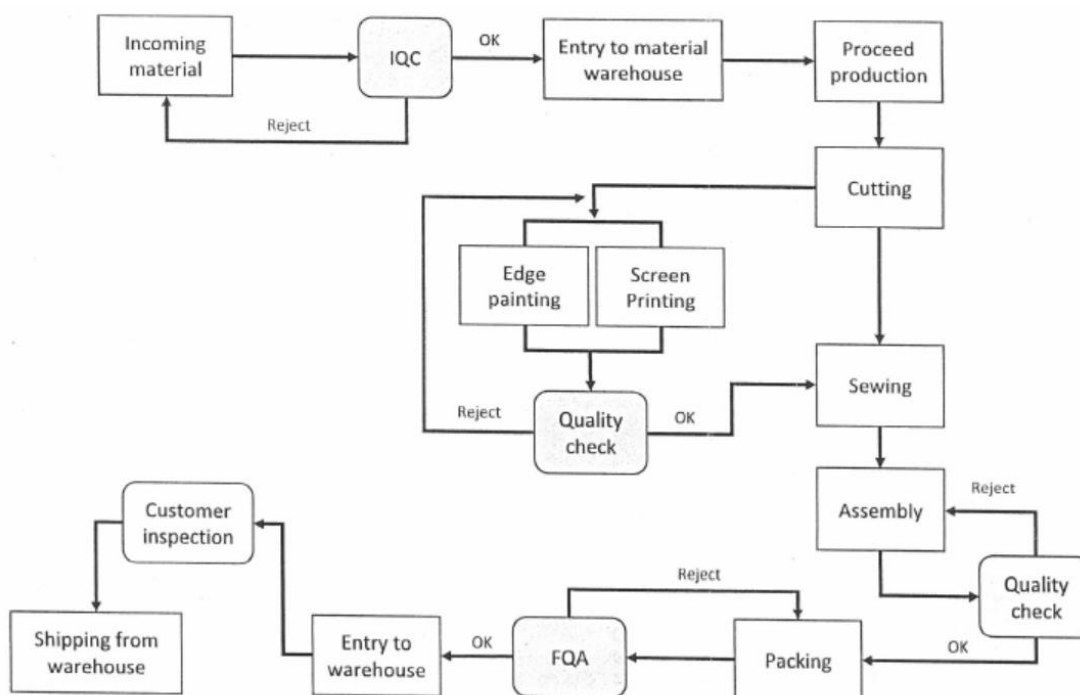 Incoming
material
IQC
OK
Entry to material
warehouse
Proceed
production
Reject
Cutting
Edge
painting
Screen
Printing
Reject
Quality
check
OK
Sewing
Customer
inspection
Assembly
Reject
Quality
check
Reject
Shipping from
warehouse
Entry to
warehouse
OK
FQA
Packing
OK